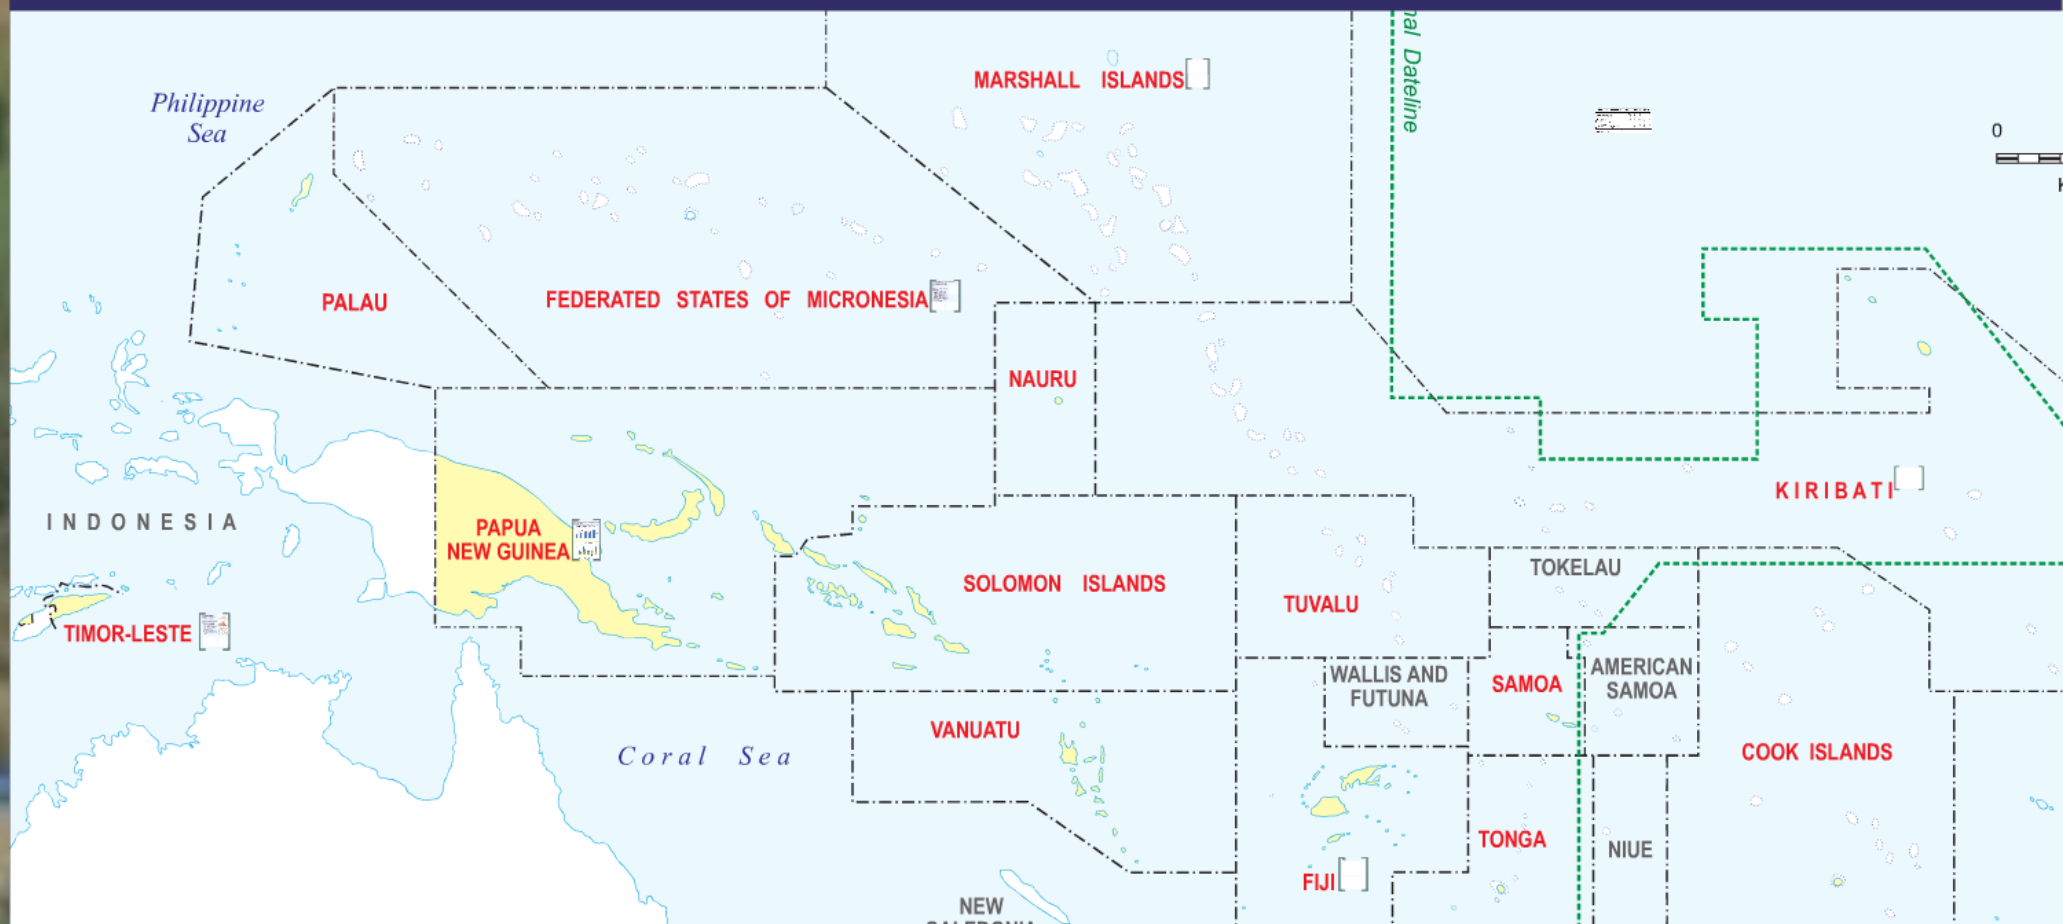 nal Dateline
MARSHALL ISLANDS
Philippine
Sea
0
PALAU
FEDERATED STATES OF MICRONESIA
NAURU
KIRIBATI
INDONESIA
PAPUA
NEW GUINEA
SOLOMON ISLANDS
TOKELAU
TUVALU
TIMOR-LESTE
WALLIS AND
FUTUNA
SAMOA
AMERICAN
SAMOA
VANUATU
Coral Sea
COOK ISLANDS
TONGA
NIUE
FIJI
NEW
CALEDONIA